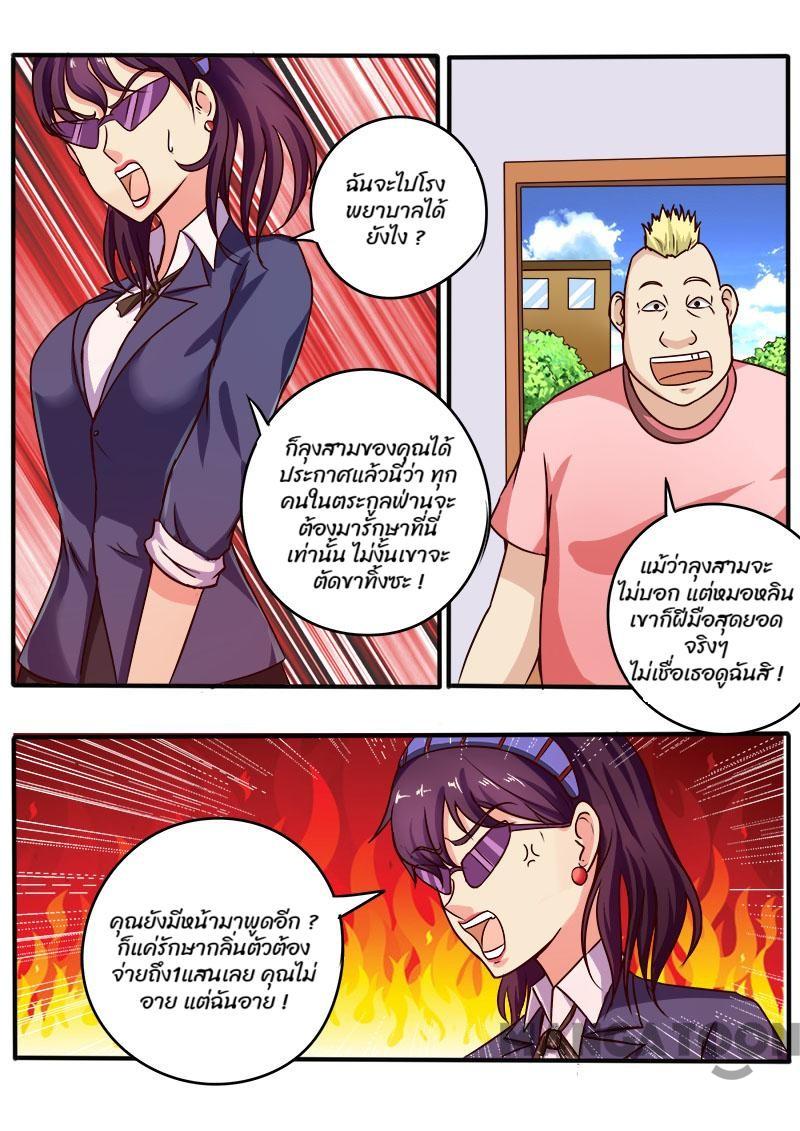 ฉันจะไปโรง
พยาบาลได้
ยังไง ?
ก็ลุงสามของคุณได้
ประกาศแล้วนี่ว่า ทุก
คนในตระกูลฟ่านจะ
ต้องมารักษาที่นี่
เท่านั้น ไม่งั้นเขาจะ
ตัดขาทิ้งซะ !
แม้ว่าลุงสามจะ
ไม่บอก แต่หมอหลิน
เขาก็ฝีมือสุดยอด
จริงๆ
ไม่เชื่อเธอดูฉันสิ !
คุณยังมีหน้ามาพูดอีก ?
ก็แค่รักษากลิ่นตัวต้อง
จ่ายถึง1แสนเลย คุณไม่
อาย แต่ฉันอาย !
MANGATOON